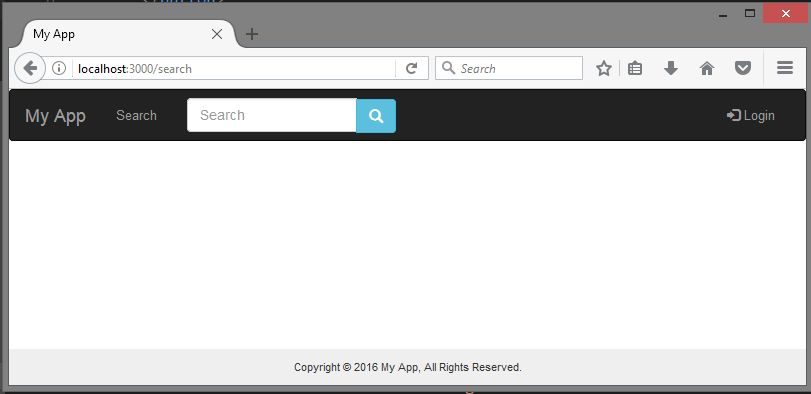 My App
localhost:3000/search
Search
My App Search Search Login
Copyright © 2016 My App, All Rights Reserved.